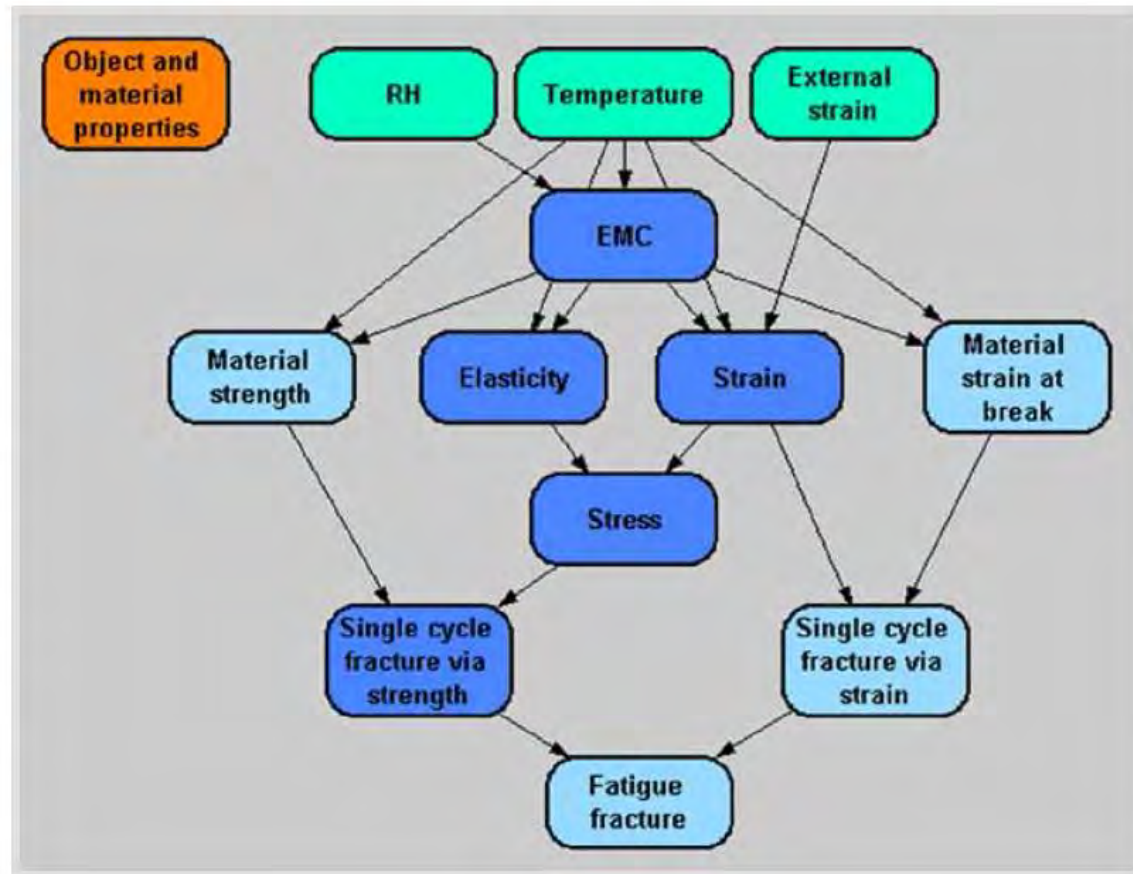 Object and
material
properties
RH
Temperature
External
strain
EMC
Material
strength
Elasticity
Strain
Material
strain at
break
Stress
Single cycle
fracture via
strength
Single cycle
fracture via
strain
Fatigue
fracture